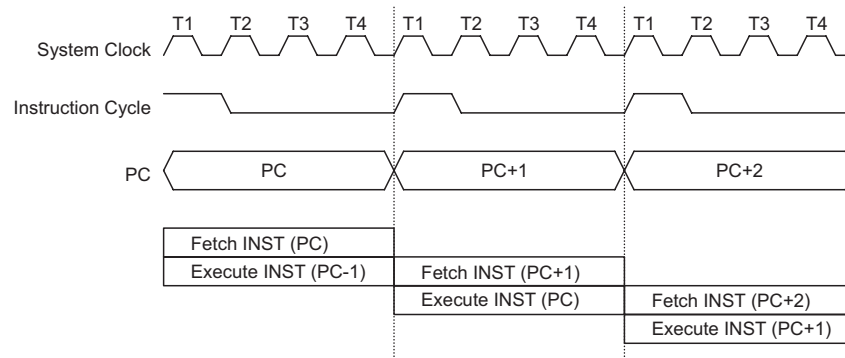 T1 T2 T3 T4 T1 T2 T3 T4 T1 T2 T3 T4
System Clock
Instruction Cycle
PC PC PC+1 PC+2
Fetch INST (PC)
Execute INST (PC-1) Fetch INST (PC+1)
Execute INST (PC) Fetch INST (PC+2)
Execute INST (PC+1)